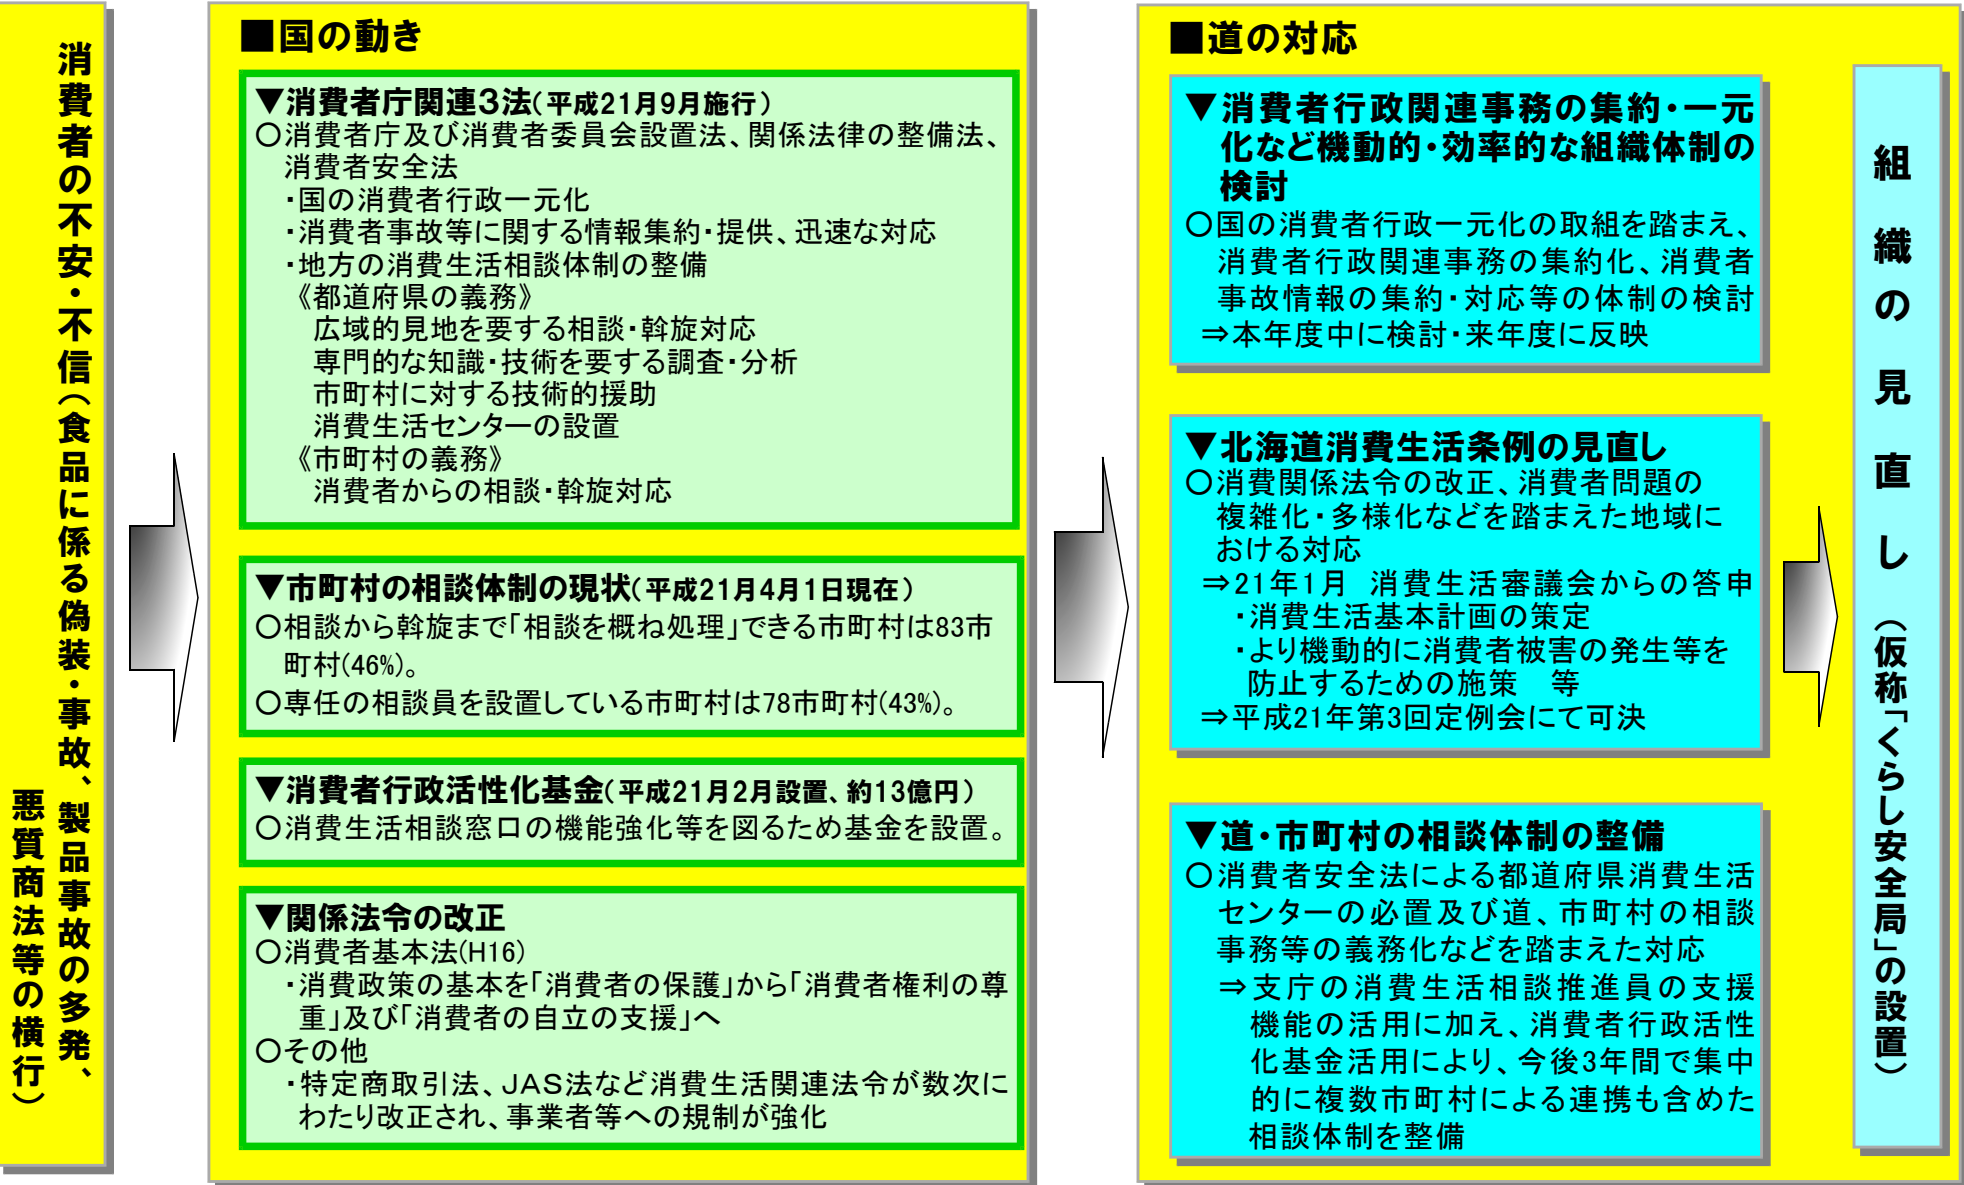 消費者の不安・不信（食品に係る偽装・事故、製品事故の多発、
悪質商法等の横行）
■国の動き
▼消費者庁関連３法（平成21月9月施行）
○消費者庁及び消費者委員会設置法、関係法律の整備法、
消費者安全法
・国の消費者行政一元化
・消費者事故等に関する情報集約・提供、迅速な対応
・地方の消費生活相談体制の整備
《都道府県の義務》
広域的見地を要する相談・斡旋対応
専門的な知識・技術を要する調査・分析
市町村に対する技術的援助
消費生活センターの設置
《市町村の義務》
消費者からの相談・斡旋対応
▼市町村の相談体制の現状（平成21月4月1日現在）
○相談から斡旋まで「相談を概ね処理」できる市町村は83市
町村(46%)。
○専任の相談員を設置している市町村は78市町村(43%)。
▼消費者行政活性化基金（平成21月2月設置、約13億円）
○消費生活相談窓口の機能強化等を図るため基金を設置。
▼関係法令の改正
○消費者基本法(H16)
・消費政策の基本を「消費者の保護」から「消費者権利の尊
重」及び「消費者の自立の支援」へ
○その他
・特定商取引法、ＪＡＳ法など消費生活関連法令が数次に
わたり改正され、事業者等への規制が強化
■道の対応
▼消費者行政関連事務の集約・一元
化など機動的・効率的な組織体制の
検討
○国の消費者行政一元化の取組を踏まえ、
消費者行政関連事務の集約化、消費者
事故情報の集約・対応等の体制の検討
⇒本年度中に検討・来年度に反映
▼北海道消費生活条例の見直し
○消費関係法令の改正、消費者問題の
複雑化・多様化などを踏まえた地域に
おける対応
⇒21年1月　消費生活審議会からの答申
・消費生活基本計画の策定
・より機動的に消費者被害の発生等を
防止するための施策　等
⇒平成21年第3回定例会にて可決
▼道・市町村の相談体制の整備
○消費者安全法による都道府県消費生活
センターの必置及び道、市町村の相談
事務等の義務化などを踏まえた対応
⇒支庁の消費生活相談推進員の支援
機能の活用に加え、消費者行政活性
化基金活用により、今後3年間で集中
的に複数市町村による連携も含めた
相談体制を整備
組織の見直し（仮称「くらし安全局」の設置）